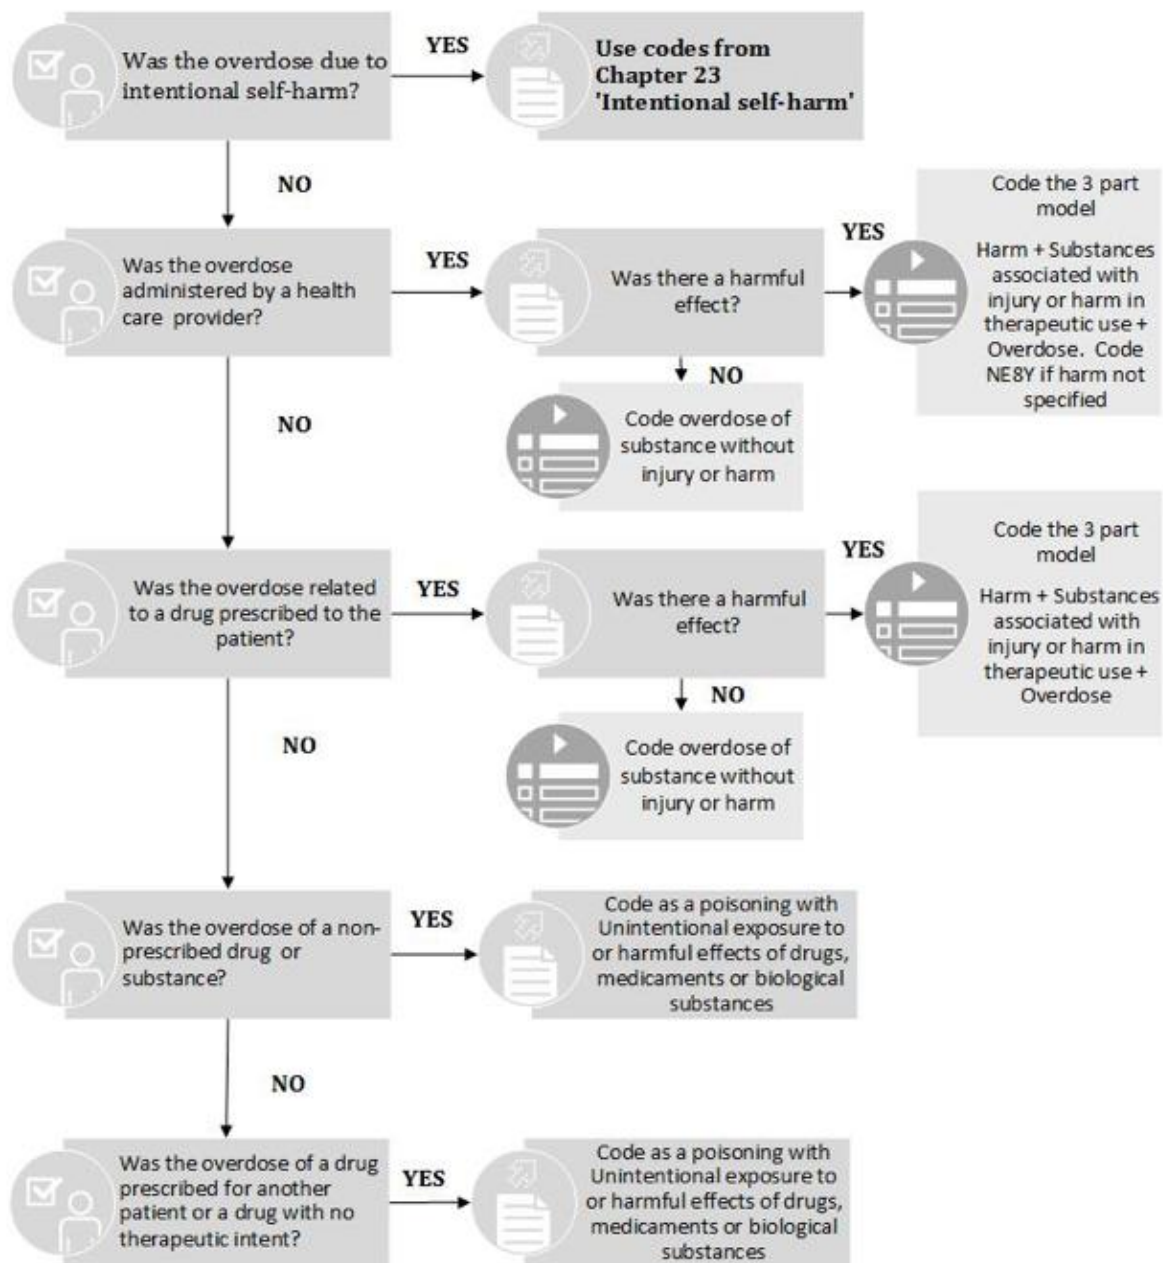 Was the overdose due to
intentional self-harm?
YES
Use codes from
Chapter 23
'Intentional self-harm'
NO
Was the overdose
administered by a health
care provider?
YES
Was there a harmful
effect?
YES
Code the 3 part
model
Harm + Substances
associated with
injury or harm in
therapeutic use +
Overdose. Code
NE8Y if harm not
specified
NO
Code overdose of
substance without
injury or harm
NO
Was the overdose related
to a drug prescribed to the
patient?
YES
Was there a harmful
effect?
YES
Code the 3 part
model
Harm + Substances
associated with
injury or harm in
therapeutic use +
Overdose
NO
Code overdose of
substance without
injury or harm
NO
Was the overdose of a non-
prescribed drug or
substance?
YES
Code as a poisoning with
Unintentional exposure to
or harmful effects of drugs,
medicaments or biological
substances
NO
Was the overdose of a drug
prescribed for another
patient or a drug with no
therapeutic intent?
YES
Code as a poisoning with
Unintentional exposure to
or harmful effects of drugs,
medicaments or biological
substances